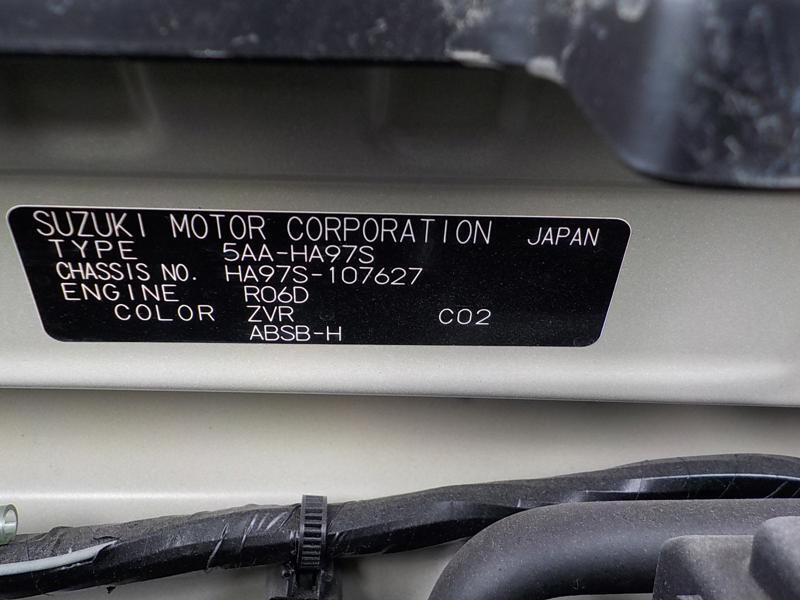 SUZUKI MOTOR CORPORATION JAPAN
TYPE 5AA-HA97S
CHASSIS NO. HA97S-107627
ENGINE R06D
COLOR ZVR C02
ABSB-H